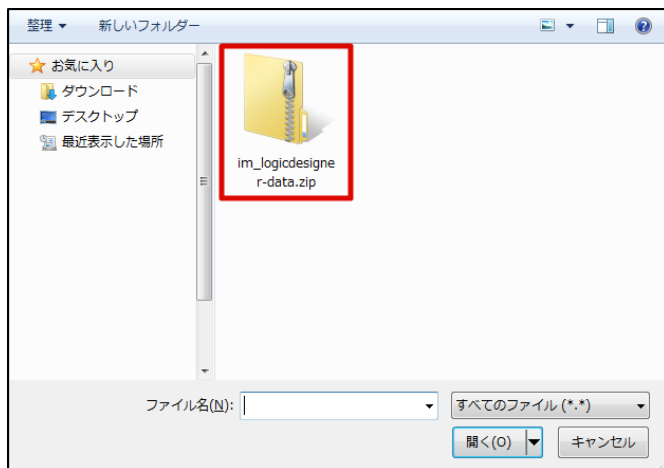 整理 新しいフォルダー
お気に入り
ダウンロード
デスクトップ
最近表示した場所
im_logicdesigne
r-data.zip
ファイル名(N): すべてのファイル (*.*)
開く(O) キャンセル